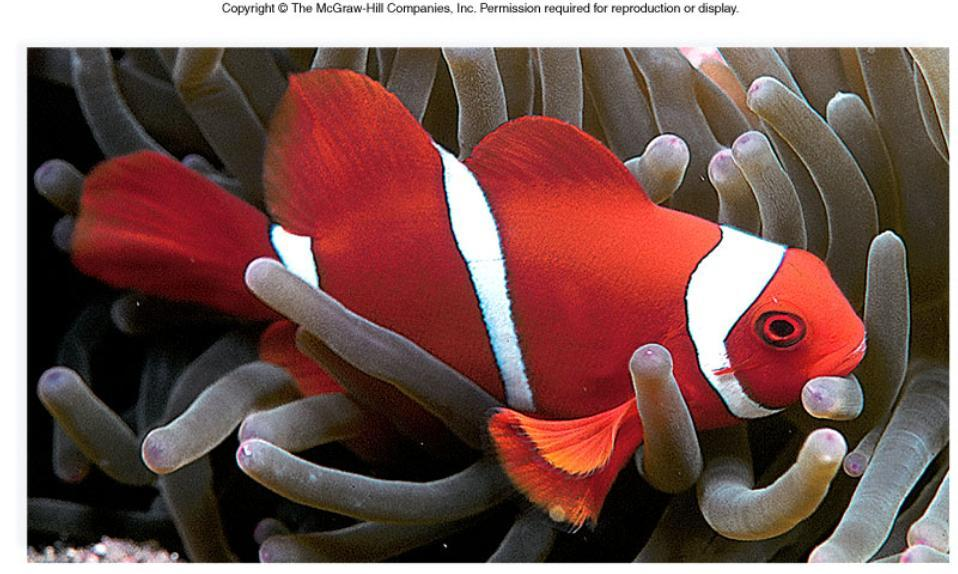 Copyright © The McGraw-Hill Companies, Inc. Permission required for reproduction or display.